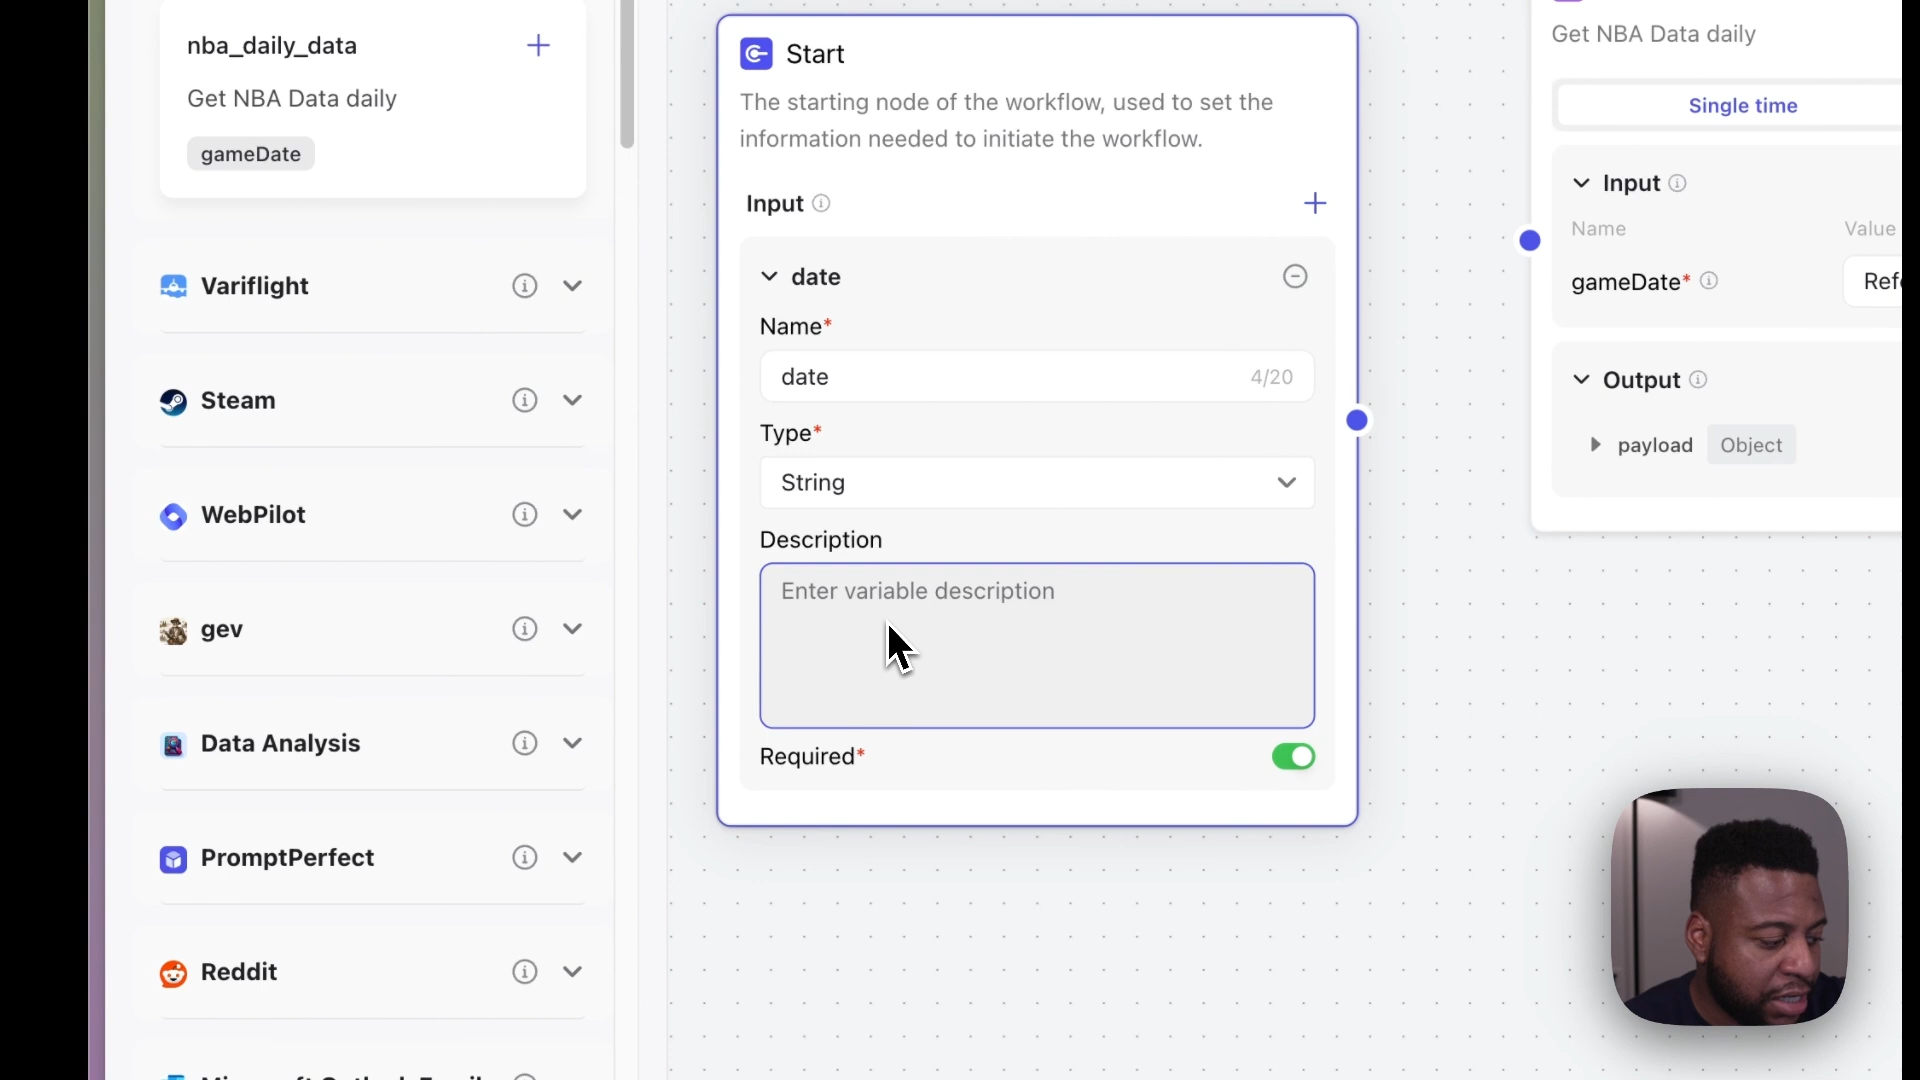 nba_daily_data
Get NBA Data daily
gameDate
Variflight
Steam
WebPilot
gev
Data Analysis
PromptPerfect
Reddit
Start
The starting node of the workflow, used to set the
information needed to initiate the workflow.
Input
date
Name*
date
4/20
Type*
String
Description
Enter variable description
Required*
Get NBA Data daily
Single time
Input
Name
Value
gameDate*
Output
payload
Object